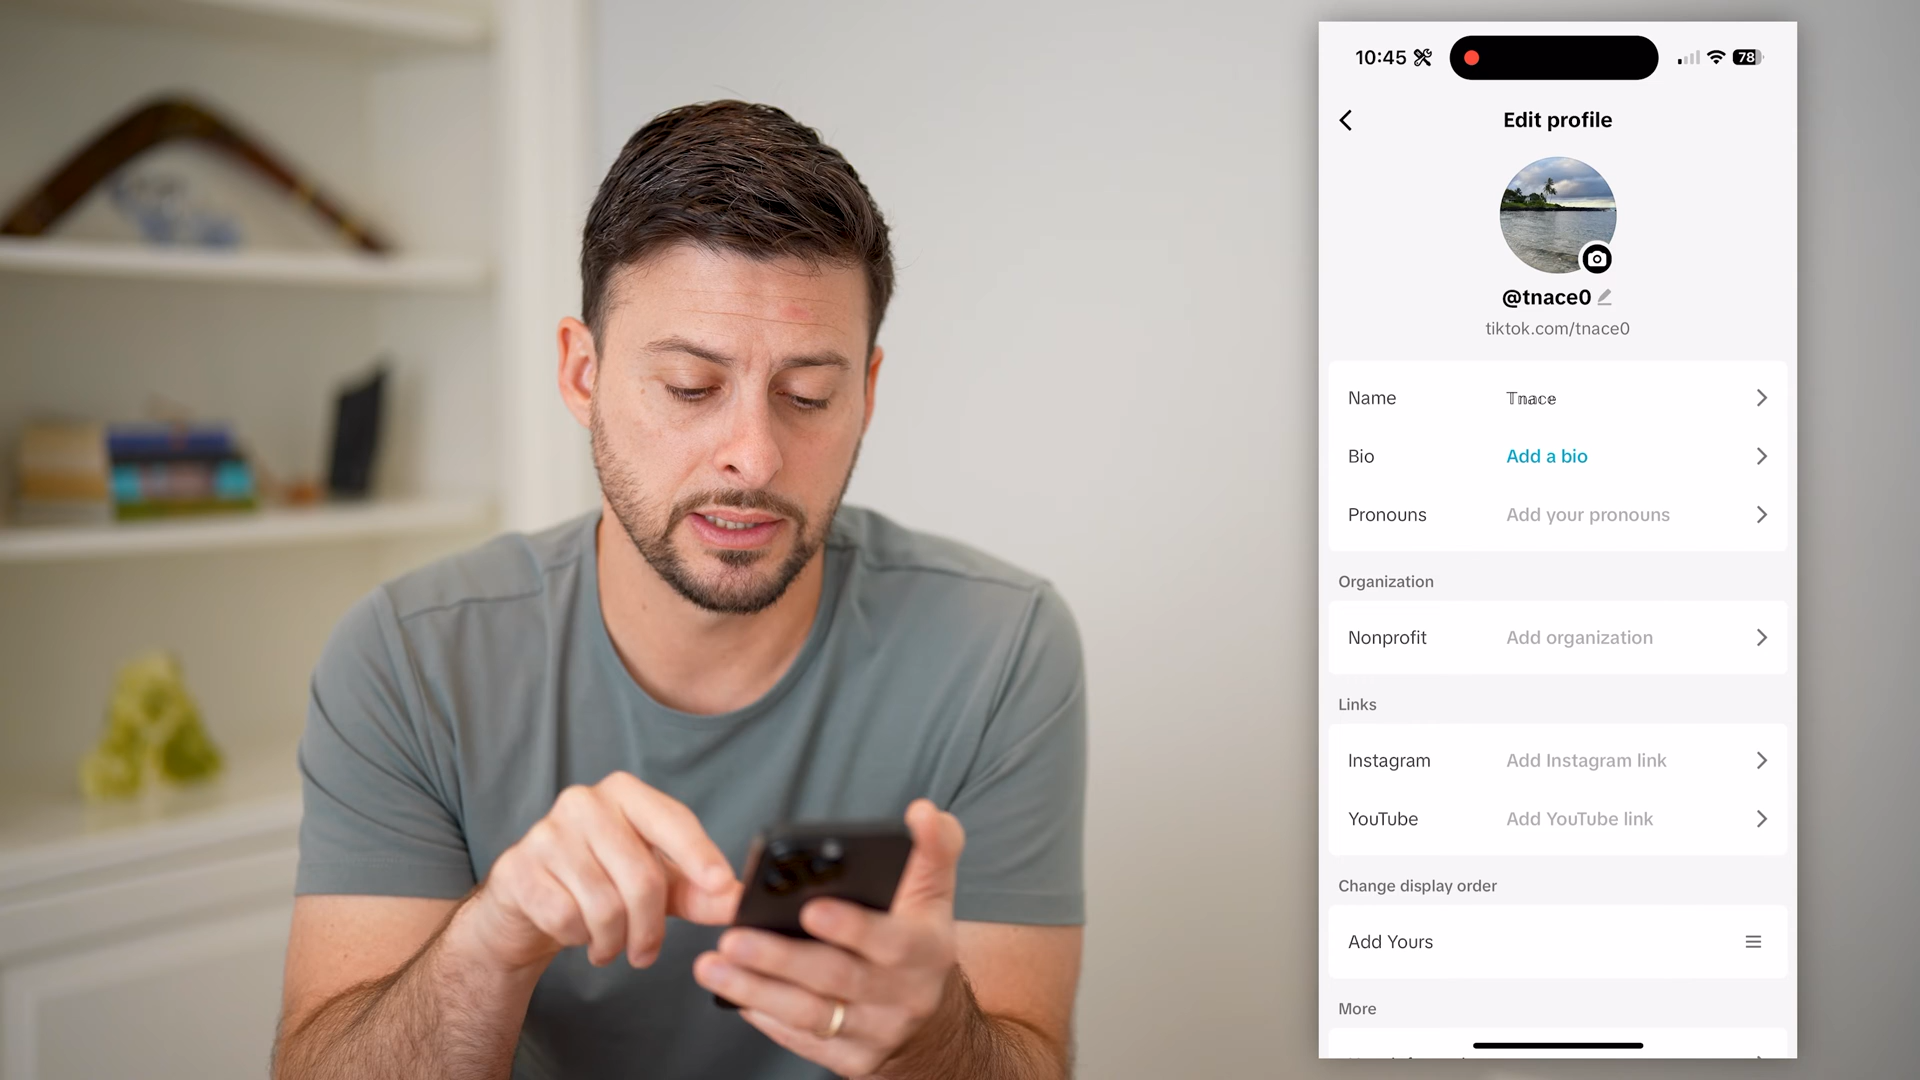 10:45
78
Edit profile
@tnace0
tiktok.com/tnace0
Name 𝕋𝕟𝕒𝕔𝕖
Bio Add a bio
Pronouns Add your pronouns
Organization
Nonprofit Add organization
Links
Instagram Add Instagram link
YouTube Add YouTube link
Change display order
Add Yours
More